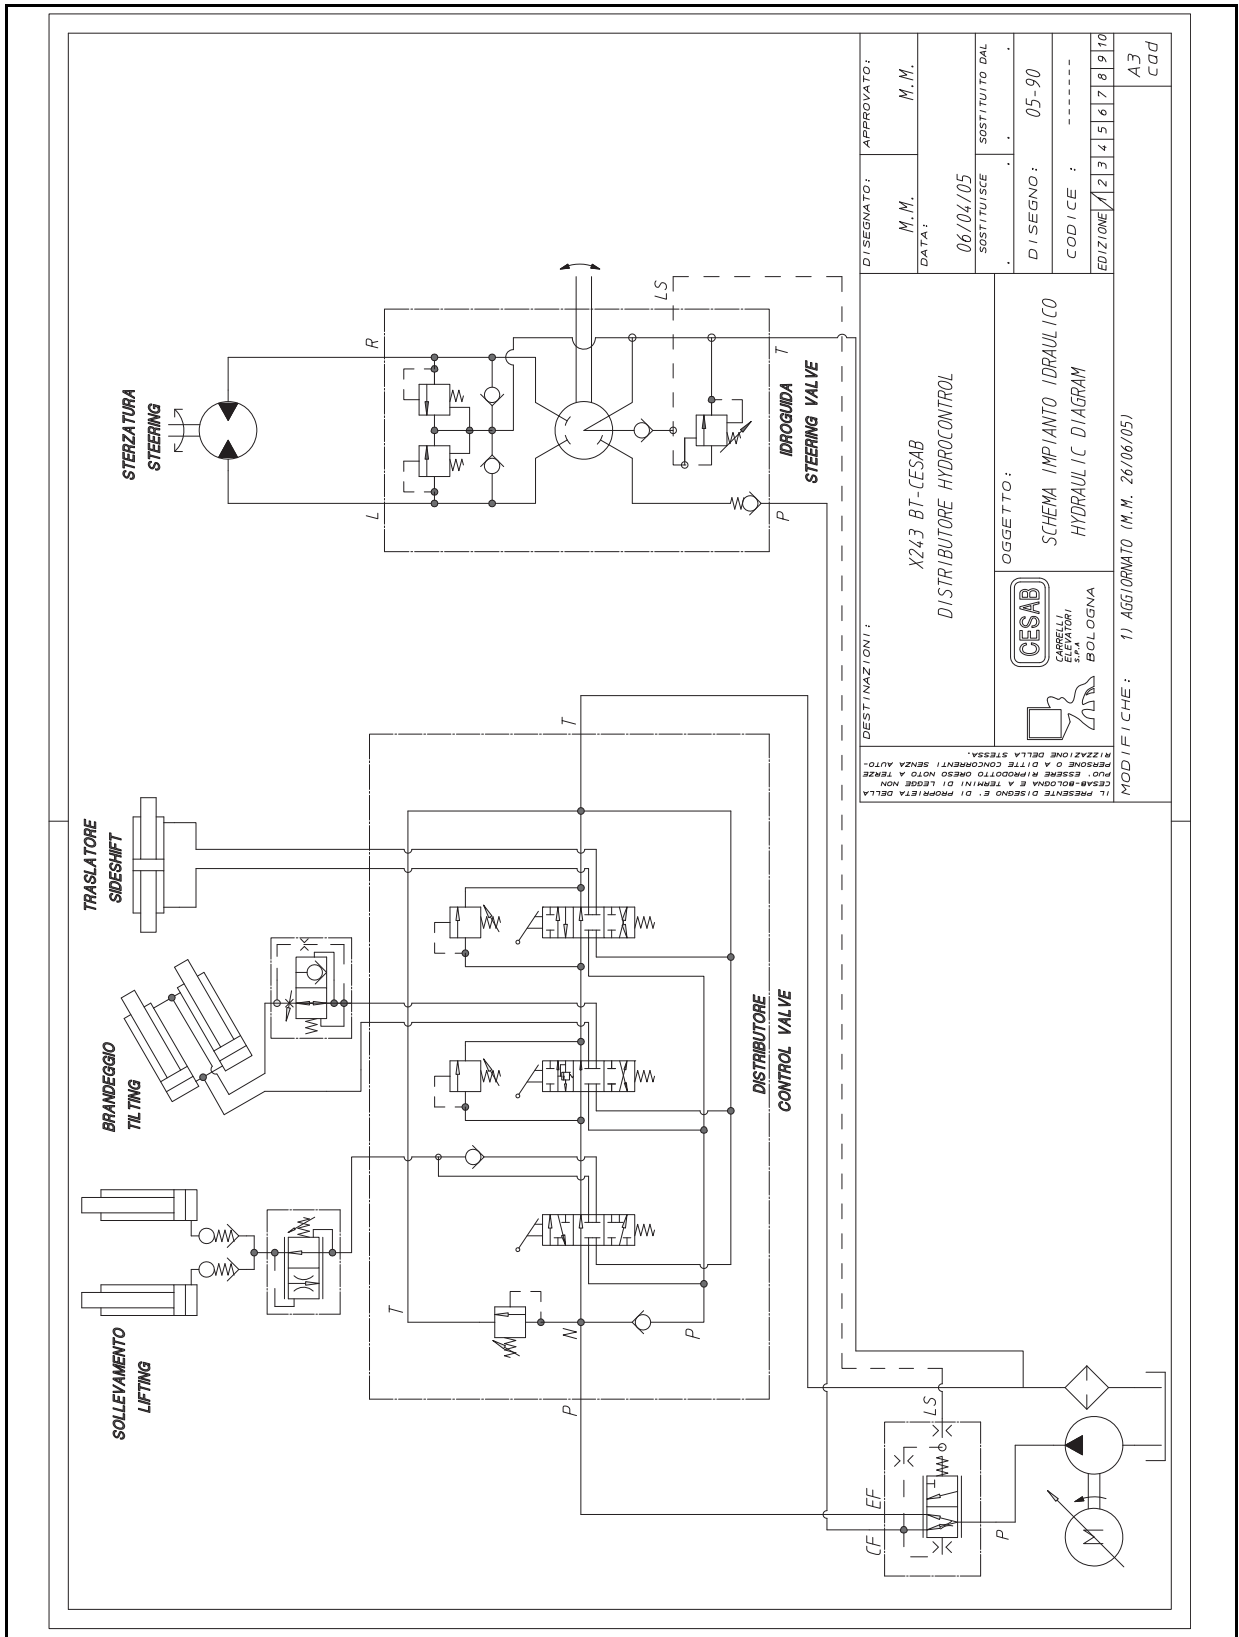 STERZATURA
STEERING
L
R
IDROGUIDA
STEERING VALVE
P
T
LS
TRASLATORE
SIDESHIFT
BRANDEGGIO
TILTING
SOLLEVAMENTO
LIFTING
DISTRIBUTORE
CONTROL VALVE
T
T
N
P
P
CF
EF
LS
P
M
IL PRESENTE DISEGNO E' DI PROPRIETA DELLA
CESAB-BOLOGNA E A TERMINI DI LEGGE NON
PUO' ESSERE RIPRODOTTO ORESO NOTO A TERZE
PERSONE O A DITTE CONCORRENTI SENZA AUTO-
RIZZAZIONE DELLA STESSA.
DESTINAZIONI:
X243 BT-CESAB
DISTRIBUTORE HYDROCONTROL
CESAB
CARRELLI
ELEVATORI
S.P.A
BOLOGNA
OGGETTO:
SCHEMA IMPIANTO IDRAULICO
HYDRAULIC DIAGRAM
DISEGNATO:
M.M.
APPROVATO:
M.M.
DATA:
06/04/05
SOSTITUISCE
.
.
SOSTITUITO DAL
.
.
DISEGNO: 05-90
CODICE : -------
EDIZIONE 1 2 3 4 5 6 7 8 9 10
MODIFICHE: 1) AGGIORNATO (M.M. 26/06/05)
A3
cad